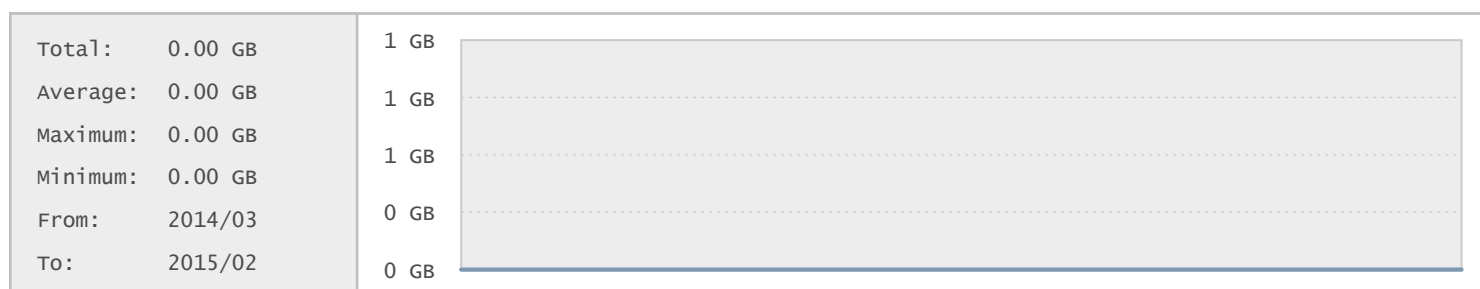 Total: 0.00 GB
Average: 0.00 GB
Maximum: 0.00 GB
Minimum: 0.00 GB
From: 2014/03
To: 2015/02
1 GB
1 GB
1 GB
0 GB
0 GB